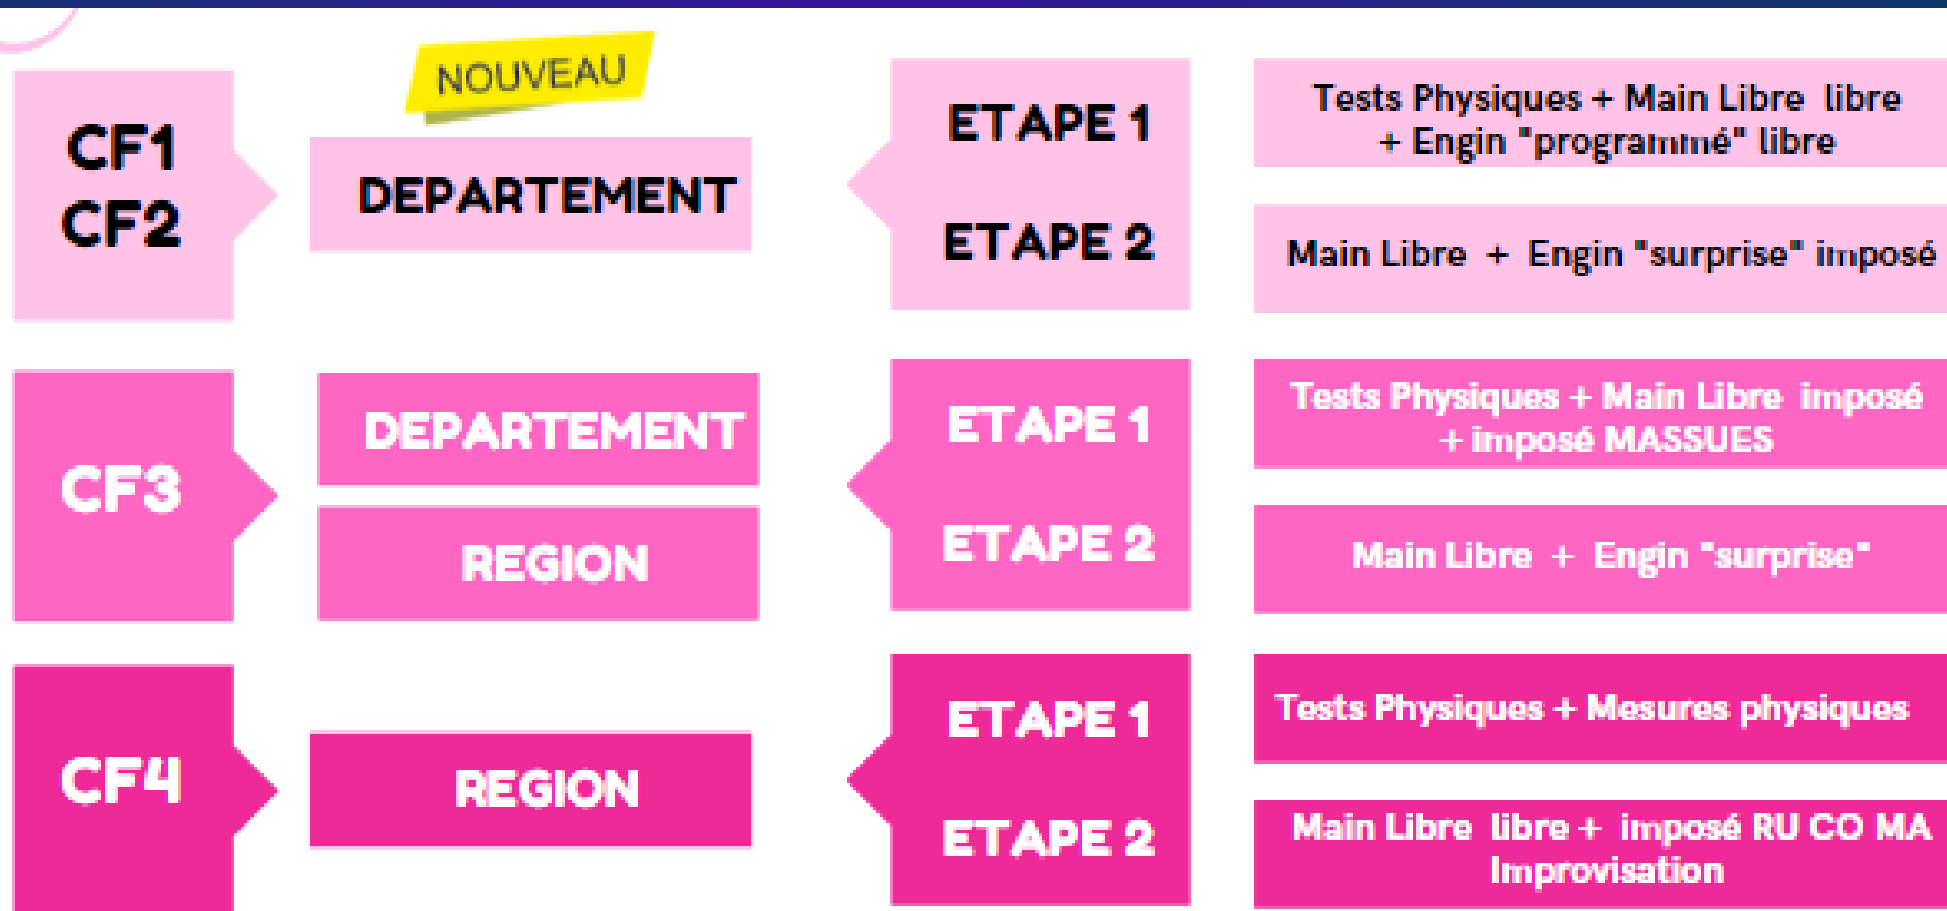 NOUVEAU
CF1
CF2
DEPARTEMENT
ETAPE 1
ETAPE 2
Tests Physiques + Main Libre libre
+ Engin "programmé" libre
Main Libre + Engin "surprise" imposé
CF3
DEPARTEMENT
REGION
ETAPE 1
ETAPE 2
Tests Physiques + Main Libre imposé
+ imposé MASSUES
Main Libre + Engin "surprise"
CF4
REGION
ETAPE 1
ETAPE 2
Tests Physiques + Mesures physiques
Main Libre libre + imposé RU CO MA
Improvisation